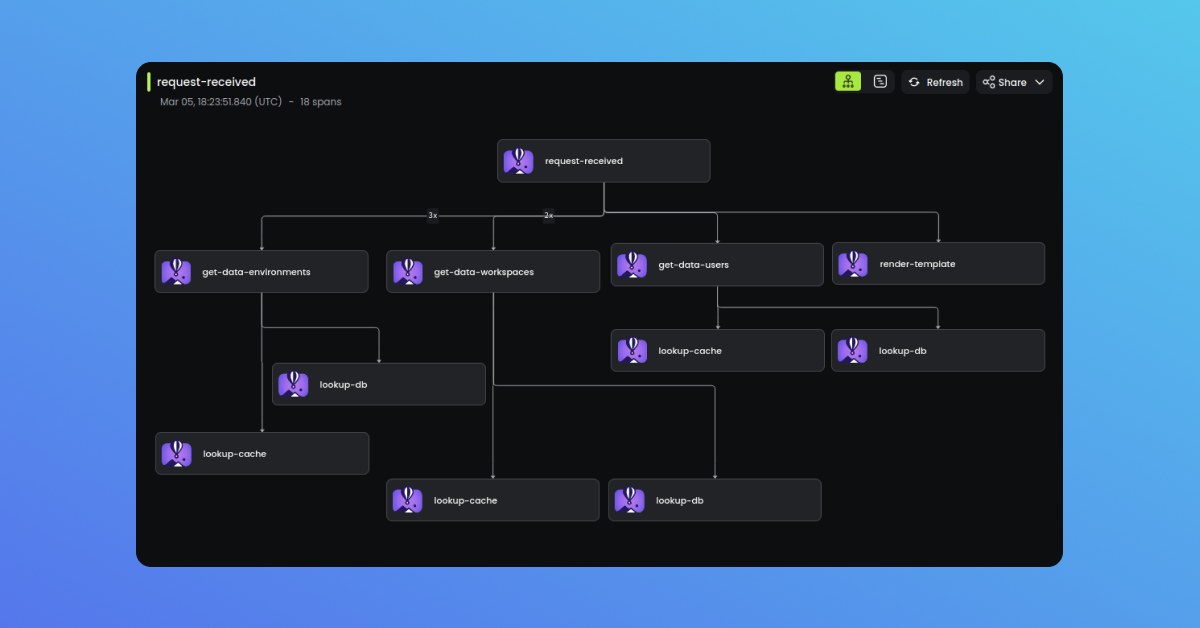 request-received
Mar 05, 18:23:51.840 (UTC) - 18 spans
Refresh
Share
request-received
3x
2x
get-data-environments
get-data-workspaces
get-data-users
render-template
lookup-cache
lookup-db
lookup-db
lookup-cache
lookup-cache
lookup-db